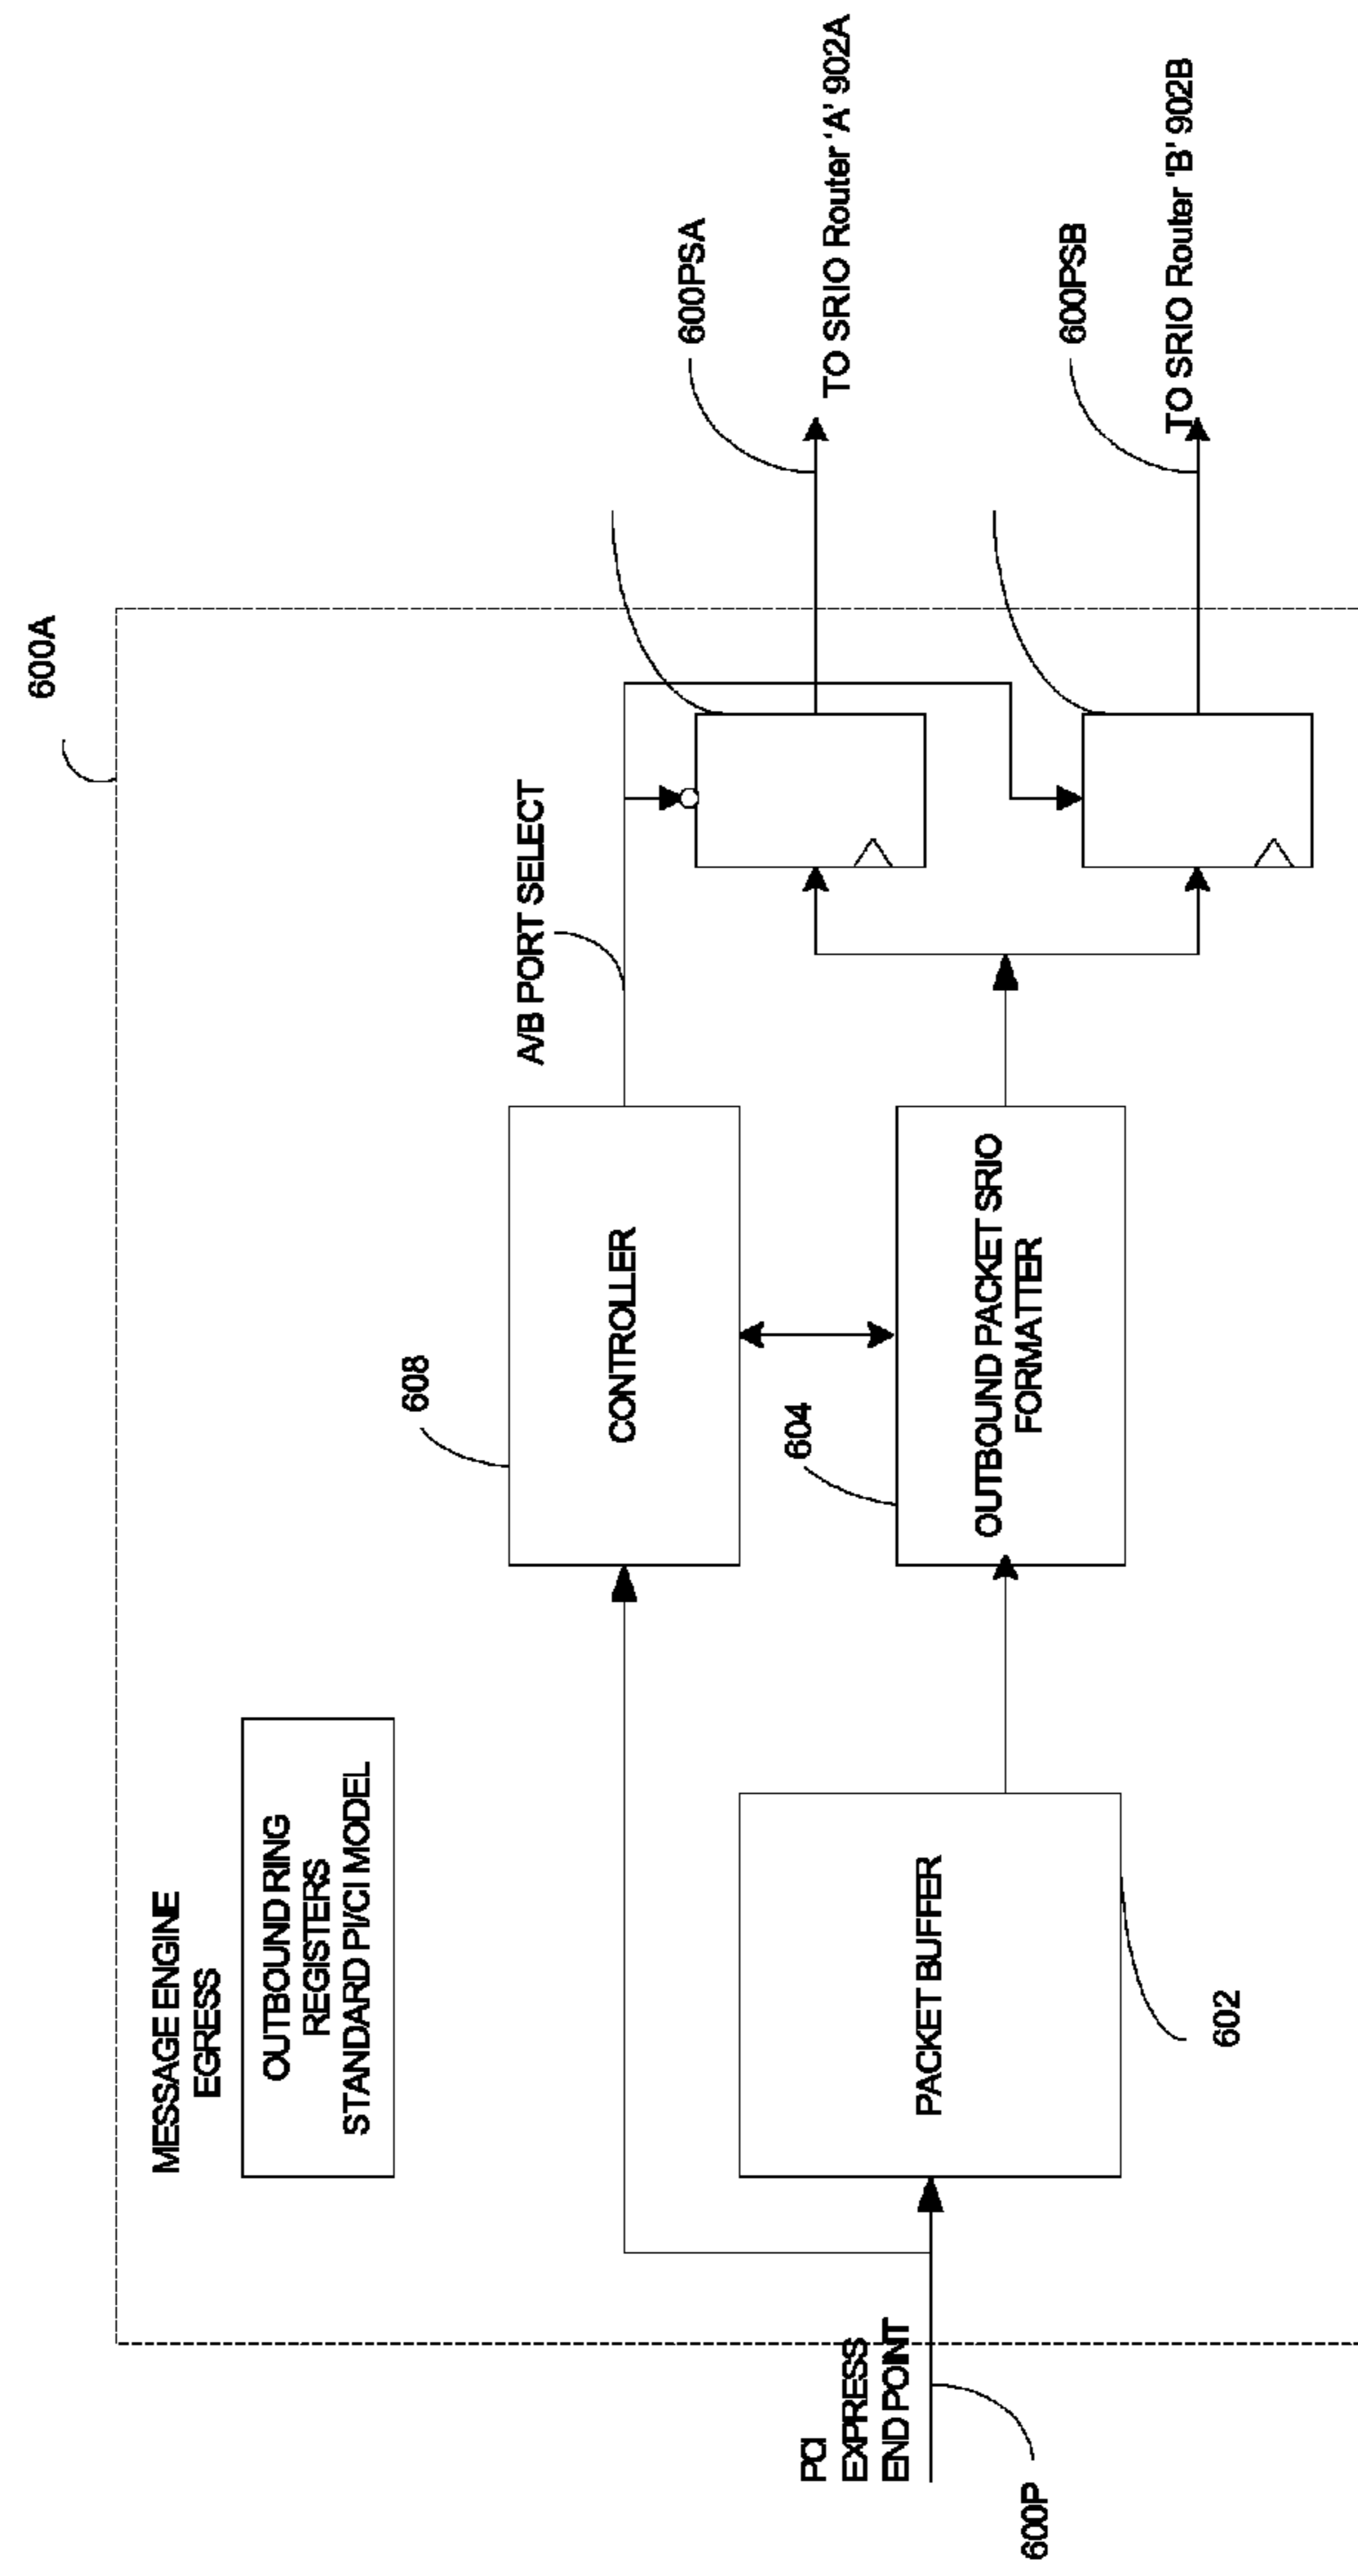 600A
MESSAGE ENGINE
EGRESS
OUTBOUND RING
REGISTERS
STANDARD PI/CI MODEL
A/B PORT SELECT
600PSA
TO SRIO Router 'A' 902A
608
CONTROLLER
604
OUTBOUND PACKET SRIO
FORMATTER
600PSB
TO SRIO Router 'B' 902B
PCI
EXPRESS
END POINT
600P
PACKET BUFFER
602